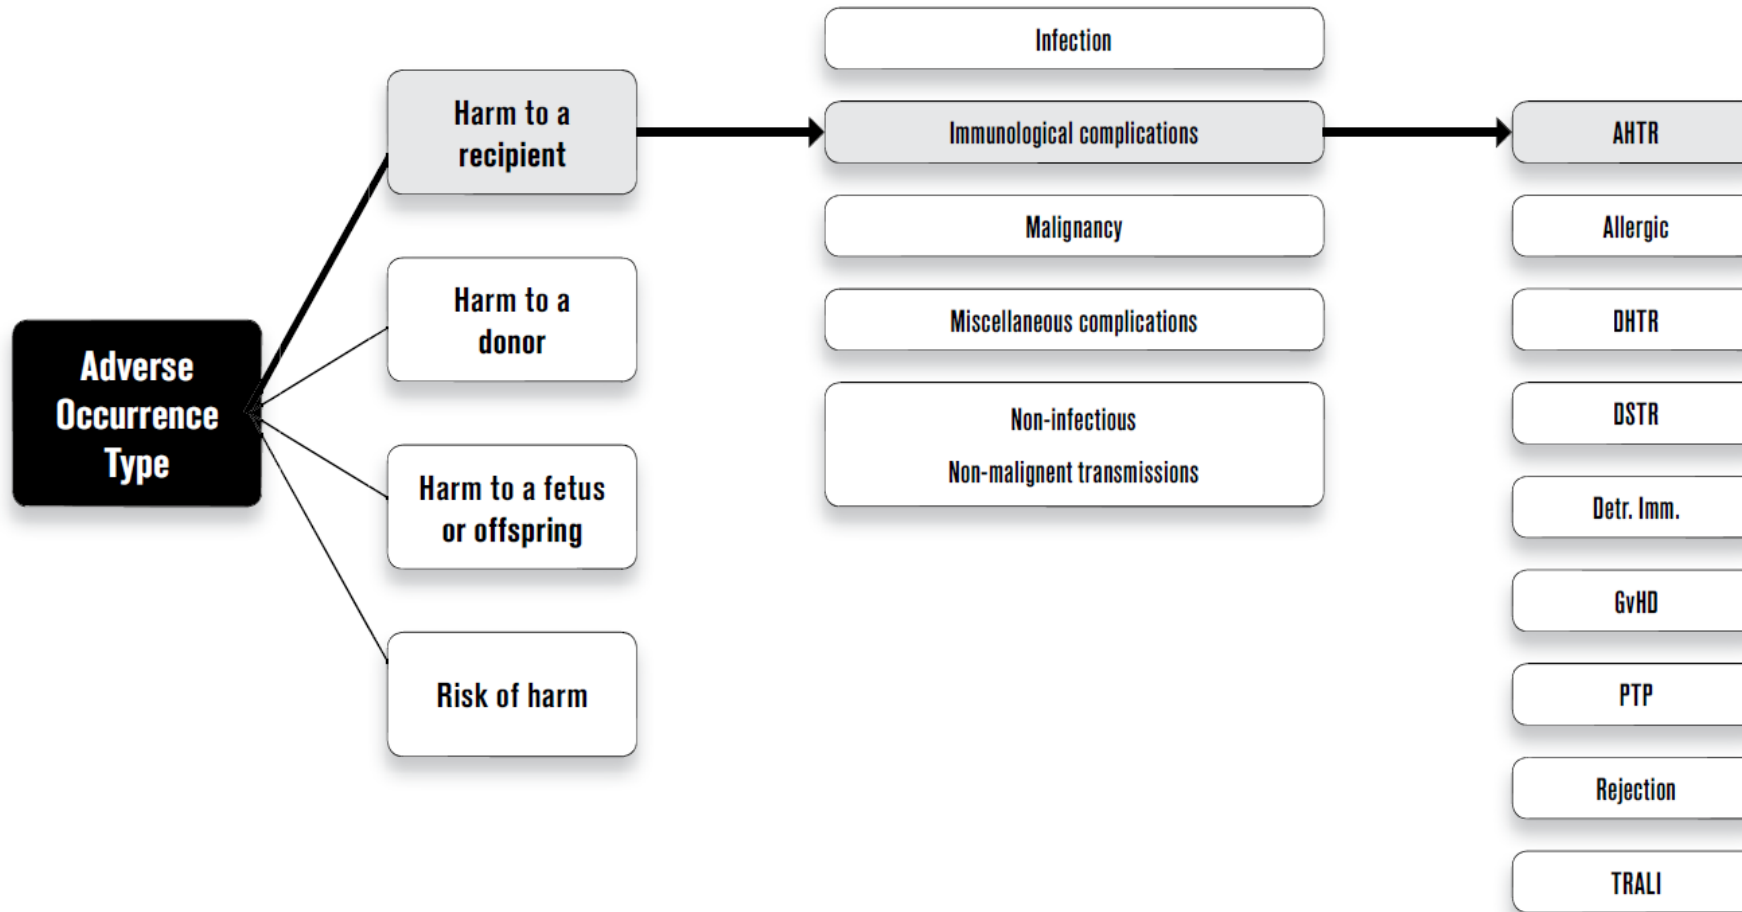 Adverse
Occurrence
Type
Harm to a
recipient
Harm to a
donor
Harm to a fetus
or offspring
Risk of harm
Infection
Immunological complications
Malignancy
Miscellaneous complications
Non-infectious
Non-malignent transmissions
AHTR
Allergic
DHTR
DSTR
Detr. Imm.
GvHD
PTP
Rejection
TRALI